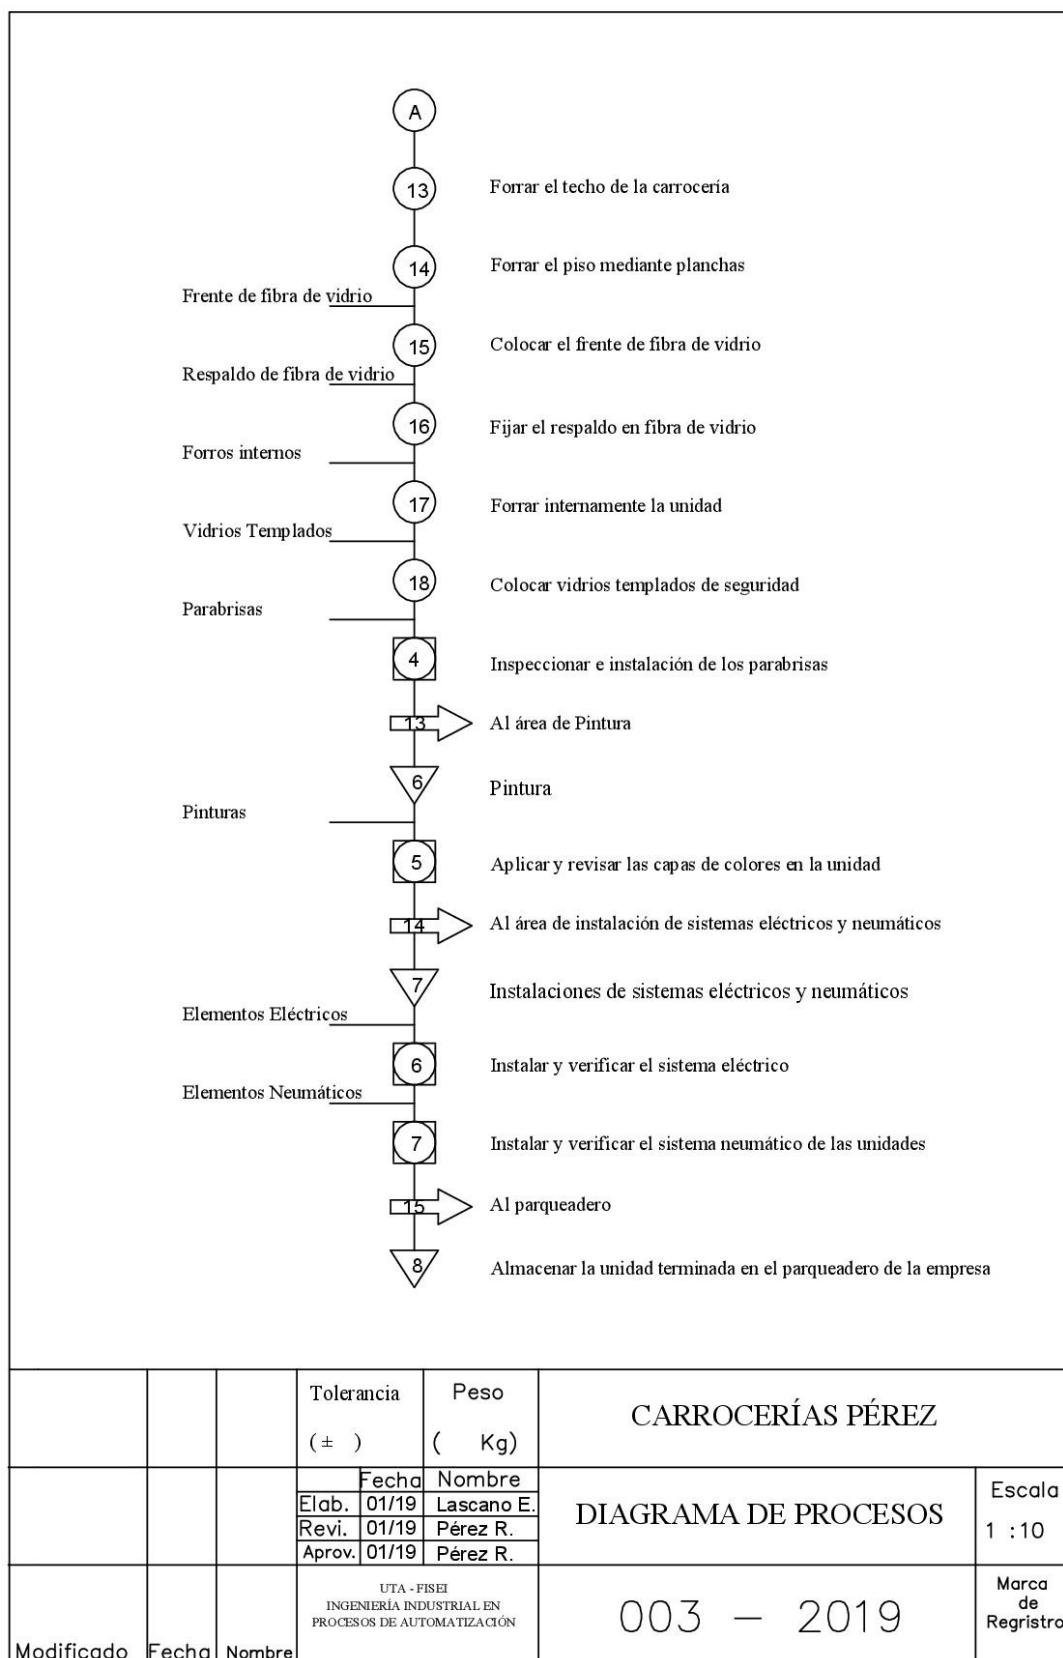 A
13 Forrar el techo de la carrocería
14 Forrar el piso mediante planchas
Frente de fibra de vidrio
15 Colocar el frente de fibra de vidrio
Respaldo de fibra de vidrio
16 Fijar el respaldo en fibra de vidrio
Forros internos
17 Forrar internamente la unidad
Vidrios Templados
18 Colocar vidrios templados de seguridad
Parabrisas
4 Inspeccionar e instalación de los parabrisas
13 Al área de Pintura
6 Pintura
Pinturas
5 Aplicar y revisar las capas de colores en la unidad
14 Al área de instalación de sistemas eléctricos y neumáticos
7 Instalaciones de sistemas eléctricos y neumáticos
Elementos Eléctricos
6 Instalar y verificar el sistema eléctrico
Elementos Neumáticos
7 Instalar y verificar el sistema neumático de las unidades
15 Al parqueadero
8 Almacenar la unidad terminada en el parqueadero de la empresa
Tolerancia
(± )
Peso
( Kg)
CARROCERÍAS PÉREZ
Fecha Nombre
Elab. 01/19 Lascano E.
Revi. 01/19 Pérez R.
Aprov. 01/19 Pérez R.
DIAGRAMA DE PROCESOS
Escala
1 :10
UTA - FISEI
INGENIERÍA INDUSTRIAL EN
PROCESOS DE AUTOMATIZACIÓN
003 – 2019
Marca
de
Regristro
Modificado Fecha Nombre